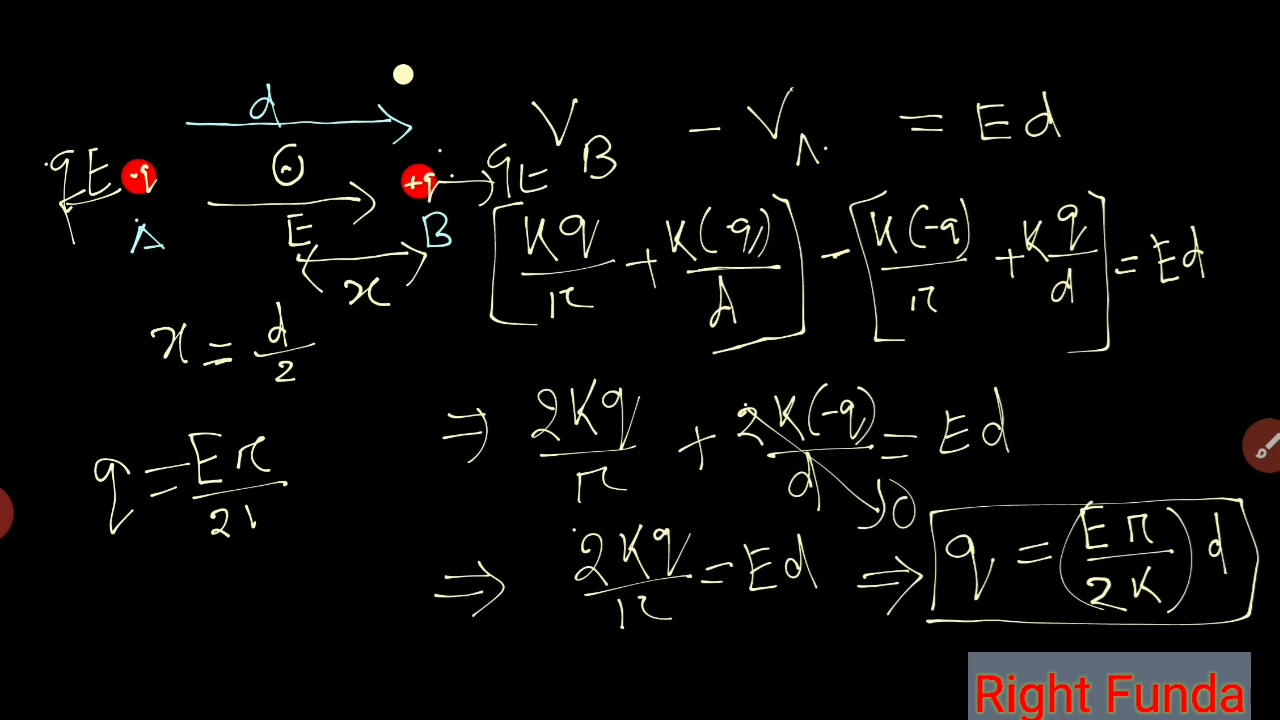 d
qE -q +q qE
A E B
x
x = d/2
q = Er/2
V_B - V_A = Ed
[Kq/r + K(-q)/d] - [K(-q)/r + Kq/d] = Ed
⇒ 2Kq/r + 2K(-q)/d = Ed
0
⇒ 2Kq/r = Ed ⇒ q = (Er/2K) d
Right Funda